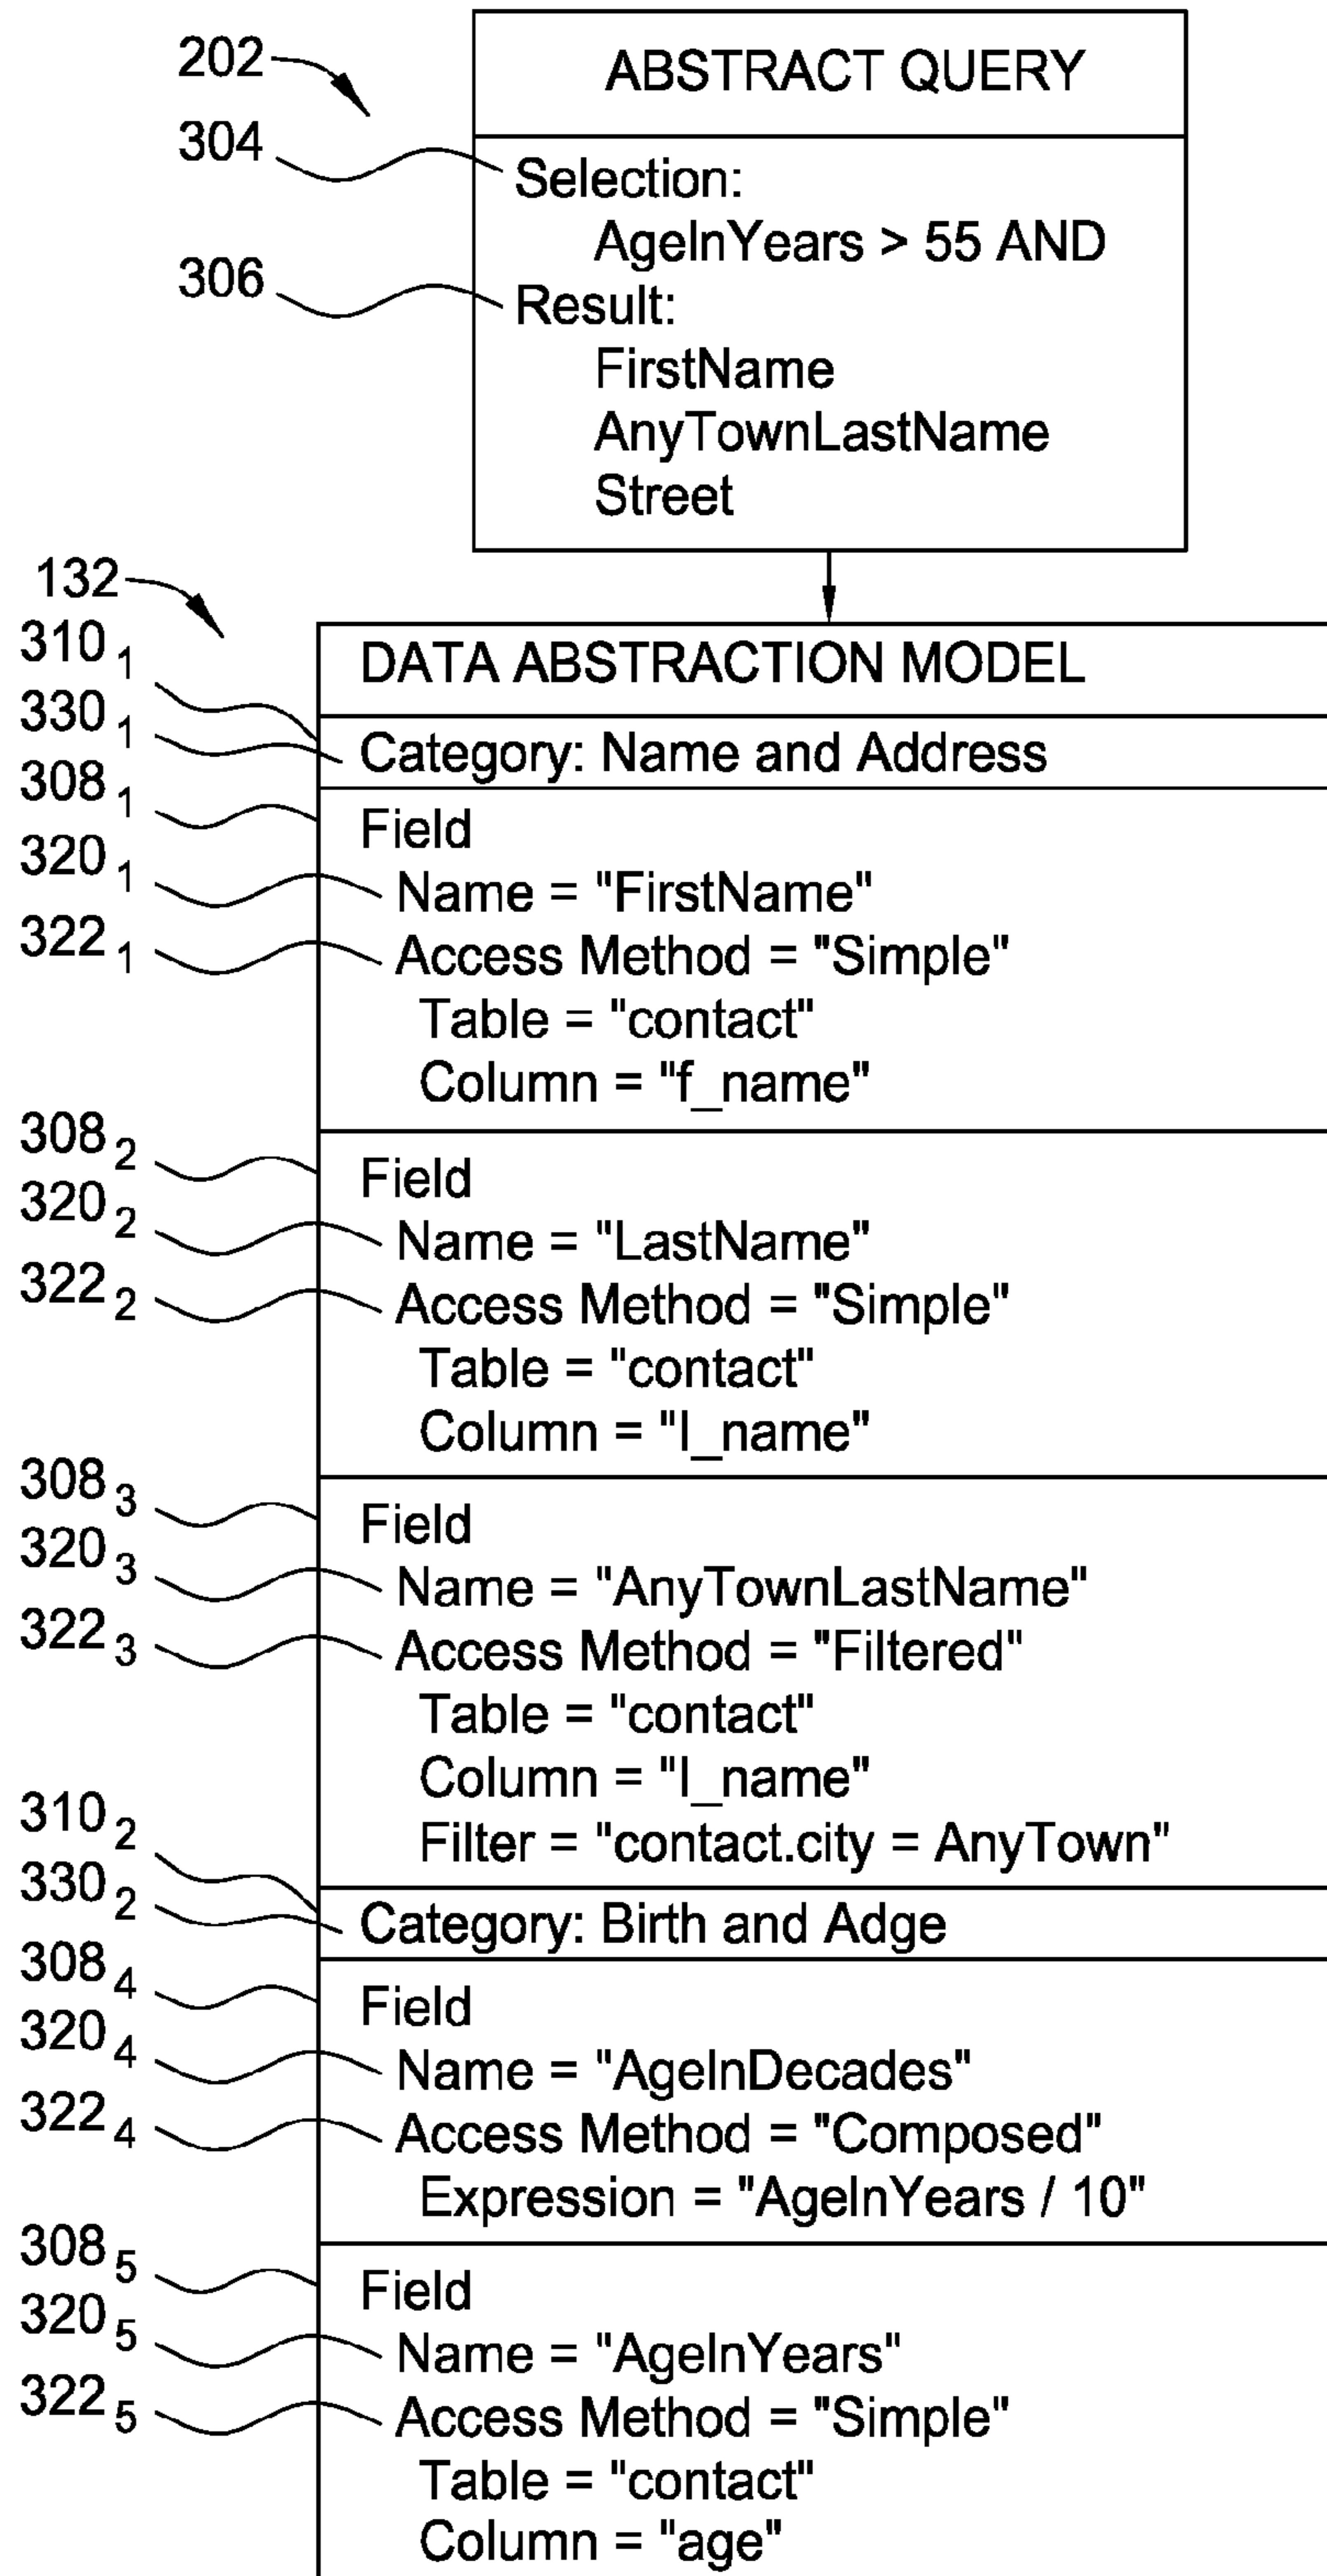 202
ABSTRACT QUERY
304
Selection:
AgeInYears > 55 AND
306
Result:
FirstName
AnyTownLastName
Street
132
310 1
DATA ABSTRACTION MODEL
330 1
Category: Name and Address
308 1
Field
320 1
Name = "FirstName"
322 1
Access Method = "Simple"
Table = "contact"
Column = "f_name"
308 2
Field
320 2
Name = "LastName"
322 2
Access Method = "Simple"
Table = "contact"
Column = "l_name"
308 3
Field
320 3
Name = "AnyTownLastName"
322 3
Access Method = "Filtered"
Table = "contact"
Column = "l_name"
310 2
Filter = "contact.city = AnyTown"
330 2
Category: Birth and Adge
308 4
Field
320 4
Name = "AgeInDecades"
322 4
Access Method = "Composed"
Expression = "AgeInYears / 10"
308 5
Field
320 5
Name = "AgeInYears"
322 5
Access Method = "Simple"
Table = "contact"
Column = "age"